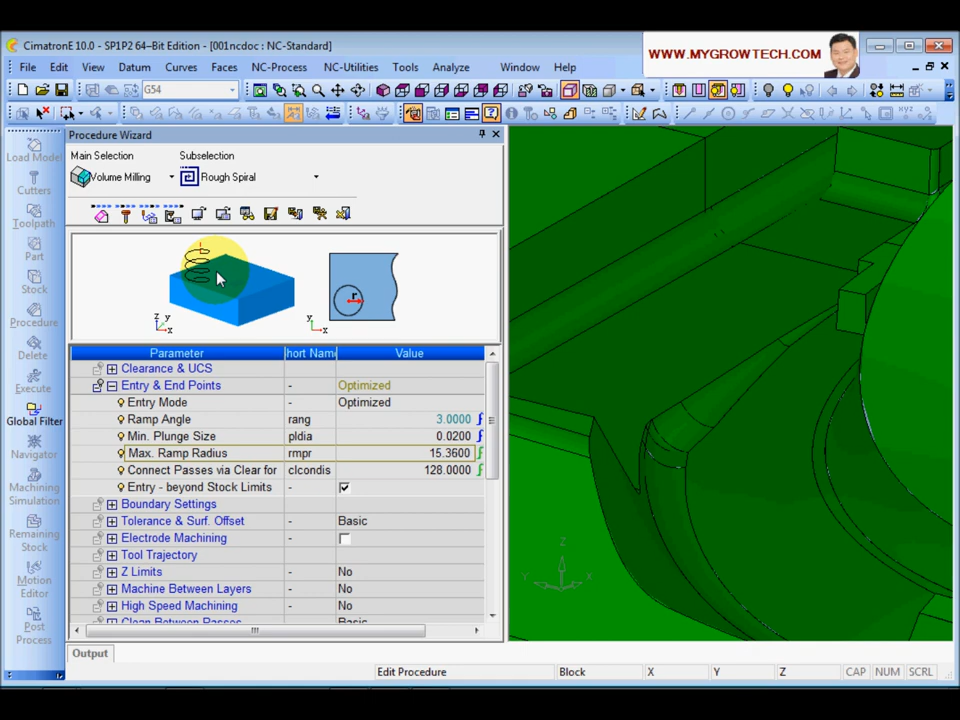 CimatronE 10.0 - SP1P2 64-Bit Edition - [001ncdoc : NC-Standard]
WWW.MYGROWTECH.COM
File Edit View Datum Curves Faces NC-Process NC-Utilities Tools Analyze Window Help
G54
XYZ
Load Model
Cutters
Toolpath
Part
Stock
Procedure
Delete
Execute
Global Filter
Navigator
Machining
Simulation
Remaining
Stock
Motion
Editor
Post
Process
Procedure Wizard
Main Selection Subselection
Volume Milling Rough Spiral
z y
x
y
x
r
Parameter hort Name Value
Clearance & UCS
Entry & End Points - Optimized
Entry Mode - Optimized
Ramp Angle rang 3.0000 f
Min. Plunge Size pldia 0.0200 f
Max. Ramp Radius rmpr 15.3600 f
Connect Passes via Clear for clcondis 128.0000 f
Entry - beyond Stock Limits -
Boundary Settings
Tolerance & Surf. Offset - Basic
Electrode Machining -
Tool Trajectory
Z Limits - No
Machine Between Layers - No
High Speed Machining - No
Clean Between Passes Basic
Z
Y X
Output
Edit Procedure Block X Y Z CAP NUM SCRL